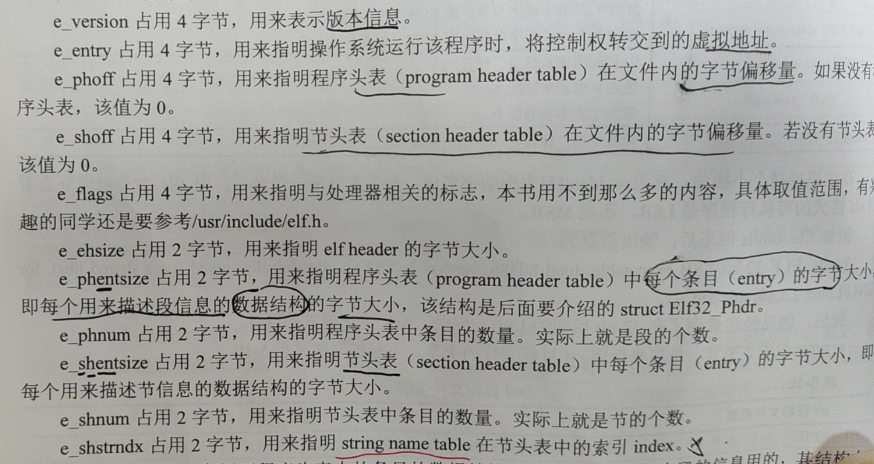 e_version 占用 4 字节，用来表示版本信息。
e_entry 占用 4 字节，用来指明操作系统运行该程序时，将控制权转交到的虚拟地址。
e_phoff 占用 4 字节，用来指明程序头表（program header table）在文件内的字节偏移量。如果没有
序头表，该值为 0。
e_shoff 占用 4 字节，用来指明节头表（section header table）在文件内的字节偏移量。若没有节头表
该值为 0。
e_flags 占用 4 字节，用来指明与处理器相关的标志，本书用不到那么多的内容，具体取值范围，有
趣的同学还是要参考/usr/include/elf.h。
e_ehsize 占用 2 字节，用来指明 elf header 的字节大小。
e_phentsize 占用 2 字节，用来指明程序头表（program header table）中每个条目（entry）的字节大小
即每个用来描述段信息的数据结构的字节大小，该结构是后面要介绍的 struct Elf32_Phdr。
e_phnum 占用 2 字节，用来指明程序头表中条目的数量。实际上就是段的个数。
e_shentsize 占用 2 字节，用来指明节头表（section header table）中每个条目（entry）的字节大小，即
每个用来描述节信息的数据结构的字节大小。
e_shnum 占用 2 字节，用来指明节头表中条目的数量。实际上就是节的个数。
e_shstrndx 占用 2 字节，用来指明 string name table 在节头表中的索引 index。